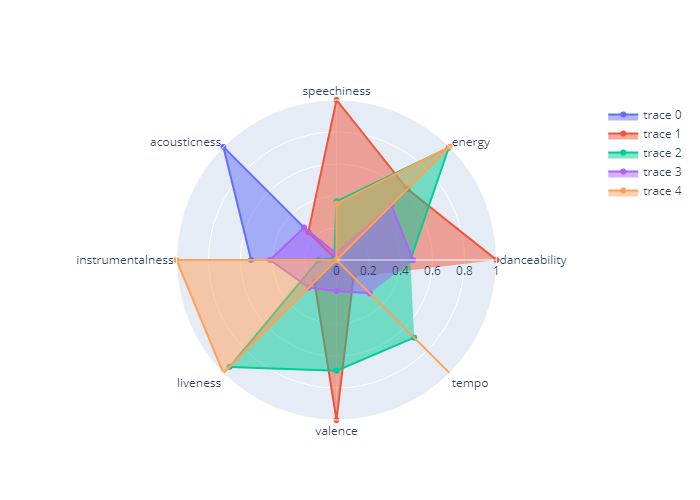 speechiness
acousticness
energy
instrumentalness
0
0.2
0.4
0.6
0.8
1
danceability
liveness
tempo
valence
trace 0
trace 1
trace 2
trace 3
trace 4